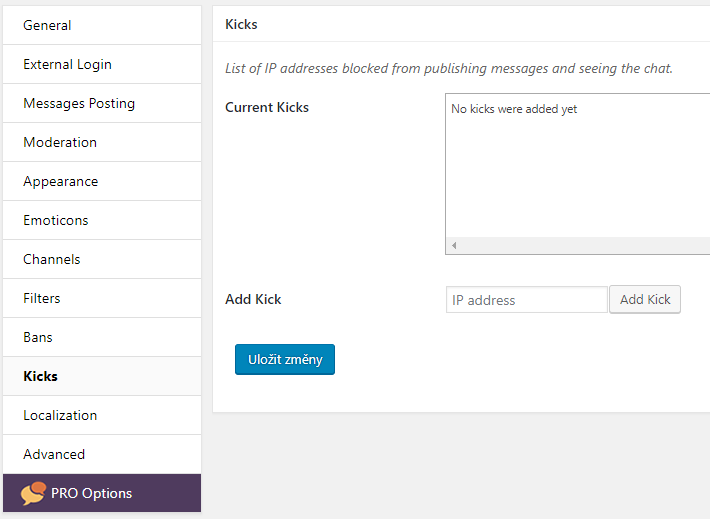 General
External Login
Messages Posting
Moderation
Appearance
Emoticons
Channels
Filters
Bans
Kicks
Localization
Advanced
PRO Options
Kicks
List of IP addresses blocked from publishing messages and seeing the chat.
Current Kicks
No kicks were added yet
Add Kick
IP address
Add Kick
Uložit změny